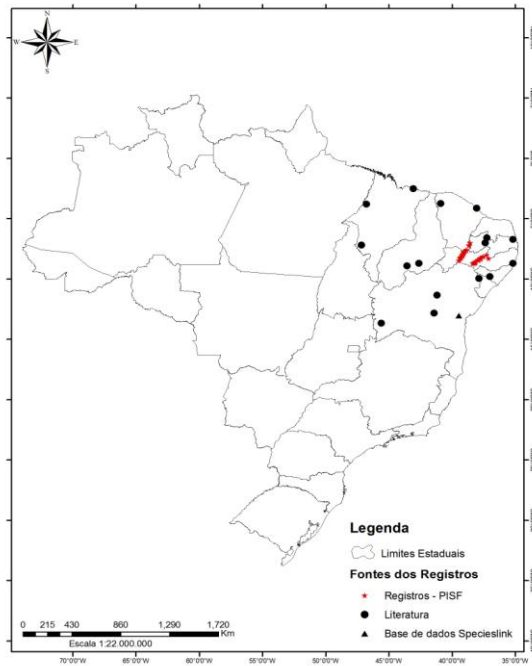 N
W E
S
Legenda
Limites Estaduais
Fontes dos Registros
Registros - PISF
Literatura
Base de dados Specieslink
0 215 430 860 1,290 1,720
Km
Escala 1:22.000.000
70°0'0"W 65°0'0"W 60°0'0"W 55°0'0"W 50°0'0"W 45°0'0"W 40°0'0"W 35°0'0"W